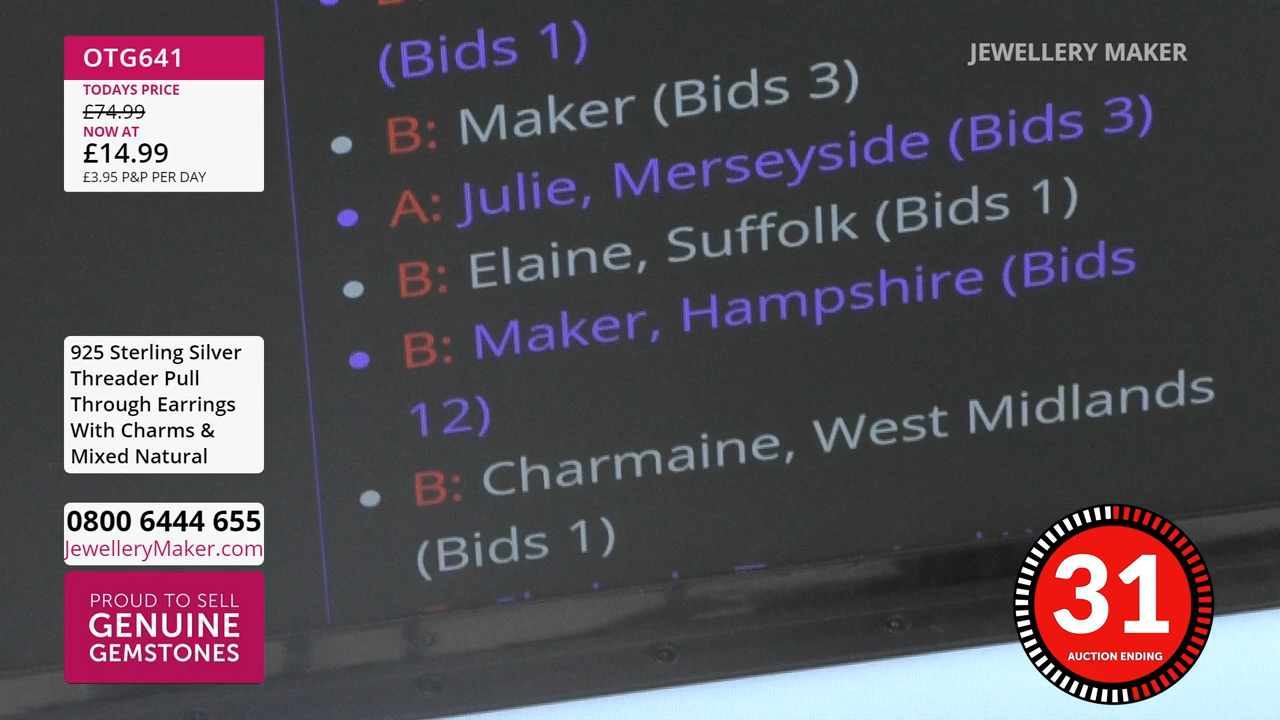 OTG641
TODAYS PRICE
£74.99
NOW AT
£14.99
£3.95 P&P PER DAY
JEWELLERY MAKER
(Bids 1)
B: Maker (Bids 3)
A: Julie, Merseyside (Bids 3)
B: Elaine, Suffolk (Bids 1)
B: Maker, Hampshire (Bids
12)
B: Charmaine, West Midlands
(Bids 1)
925 Sterling Silver
Threader Pull
Through Earrings
With Charms &
Mixed Natural
0800 6444 655
JewelleryMaker.com
PROUD TO SELL
GENUINE
GEMSTONES
31
AUCTION ENDING